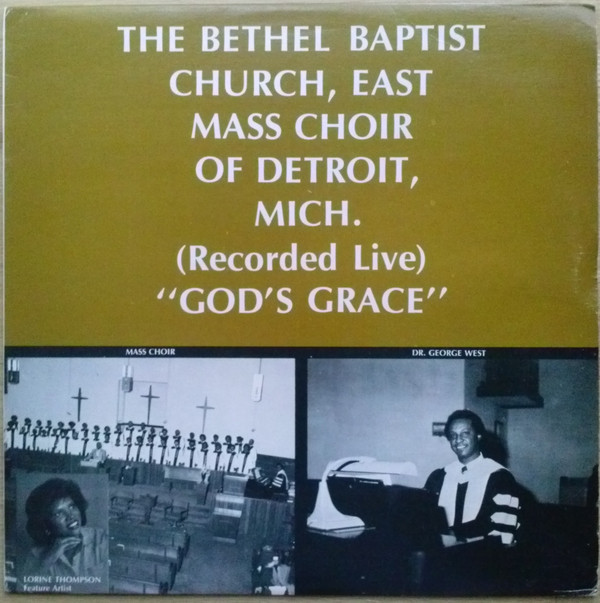 THE BETHEL BAPTIST
CHURCH, EAST
MASS CHOIR
OF DETROIT,
MICH.
(Recorded Live)
“GOD'S GRACE”
MASS CHOIR
DR. GEORGE WEST
LORINE THOMPSON
Feature Artist